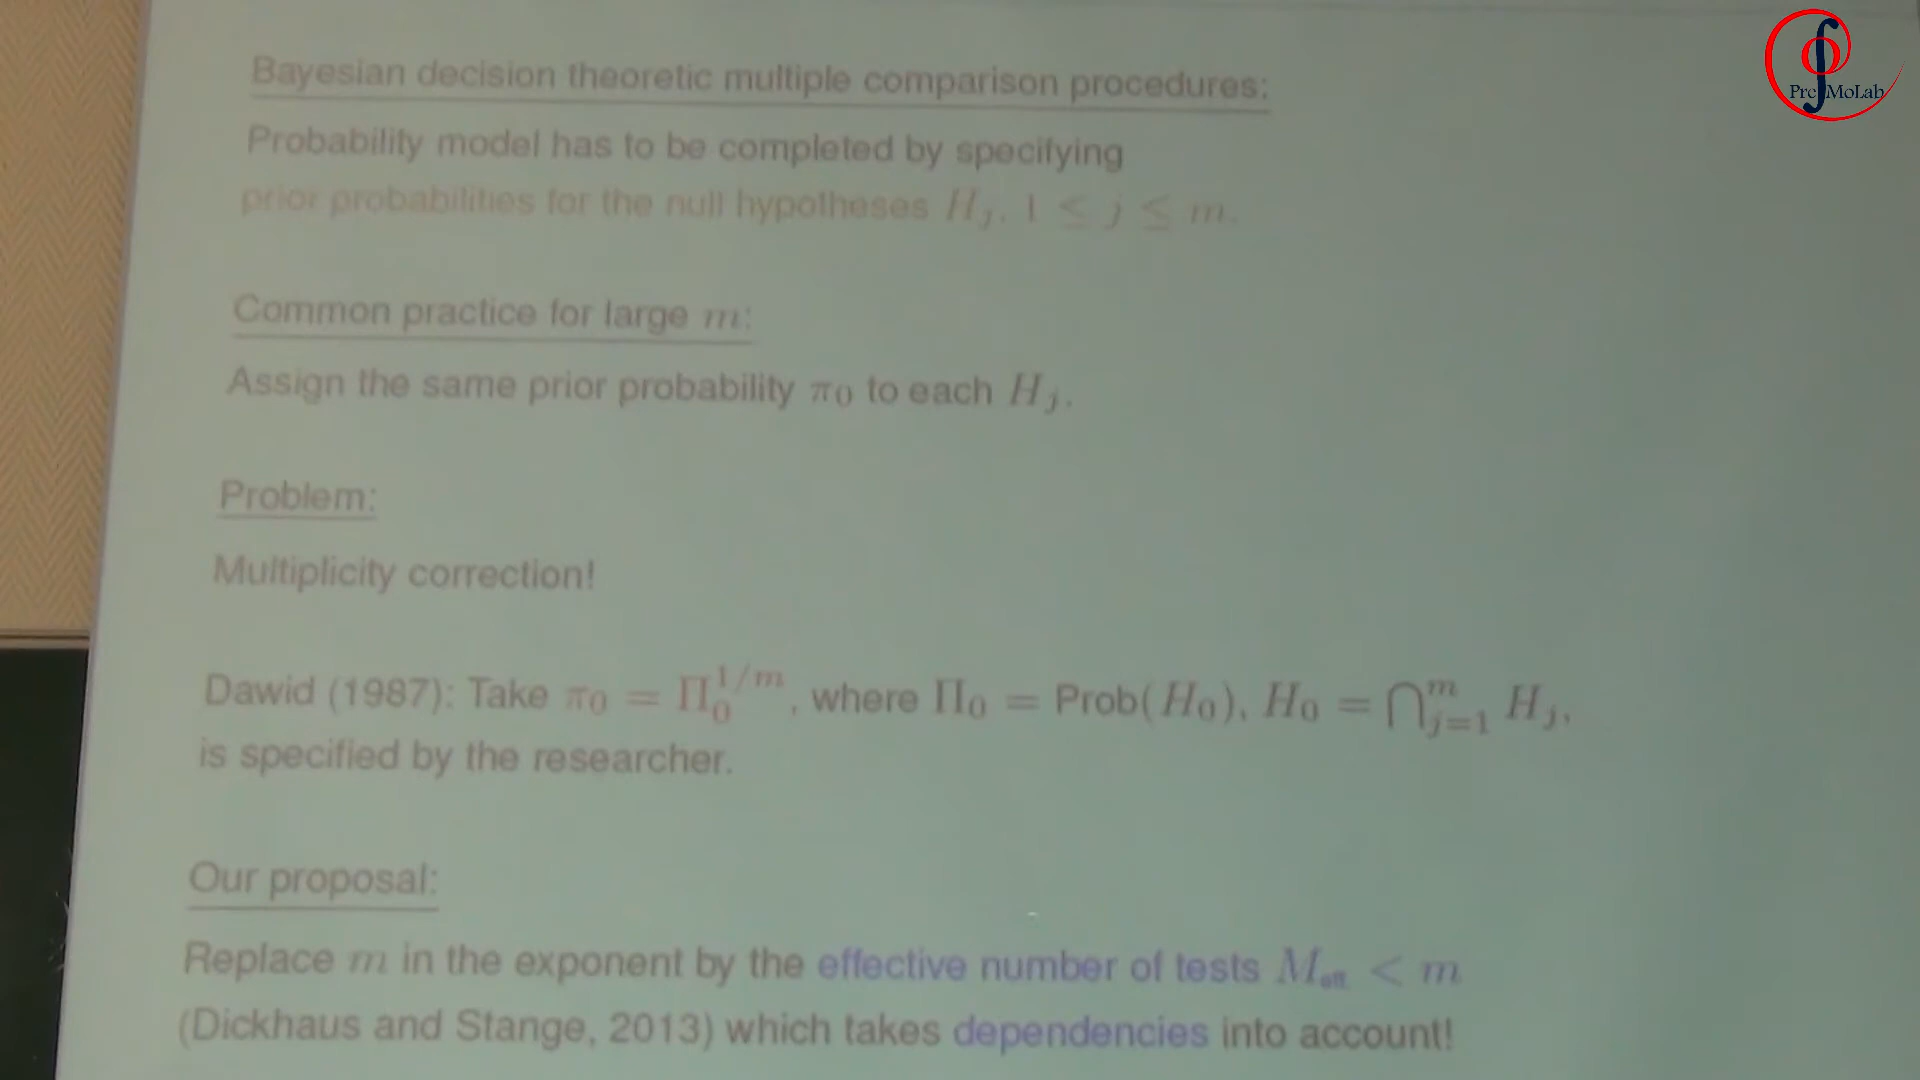 PreMoLab
Bayesian decision theoretic multiple comparison procedures:
Probability model has to be completed by specifying
prior probabilities for the null hypotheses H_j, 1 ≤ j ≤ m.
Common practice for large m:
Assign the same prior probability π_0 to each H_j.
Problem:
Multiplicity correction!
Dawid (1987): Take π_0 = Π_0^{1/m}, where Π_0 = Prob(H_0), H_0 = ⋂_{j=1}^m H_j,
is specified by the researcher.
Our proposal:
Replace m in the exponent by the effective number of tests M_eff. < m
(Dickhaus and Stange, 2013) which takes dependencies into account!